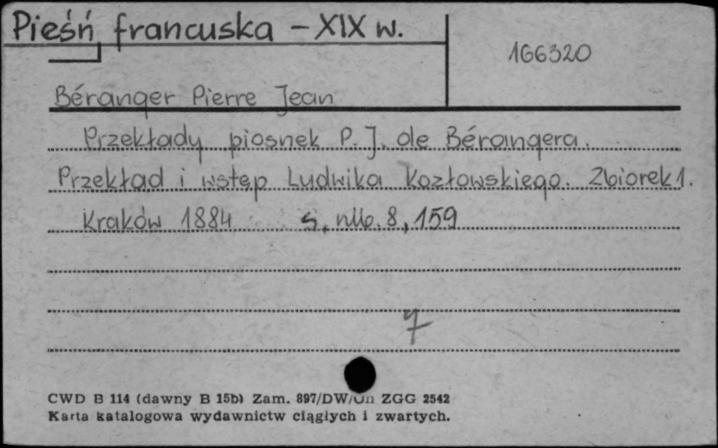 Pieśń francuska - XIX w.
166320
Béranger Pierre Jean
Przekłady piosnek P. J. de Bérangera.
Przekład i wstęp Ludwika Kozłowskiego. Zbiorek 1.
Kraków 1884 s. nlb. 8, 159
7
CWD B 114 (dawny B 15b) Zam. 897/DW/Un ZGG 2542
Karta katalogowa wydawnictw ciągłych i zwartych.